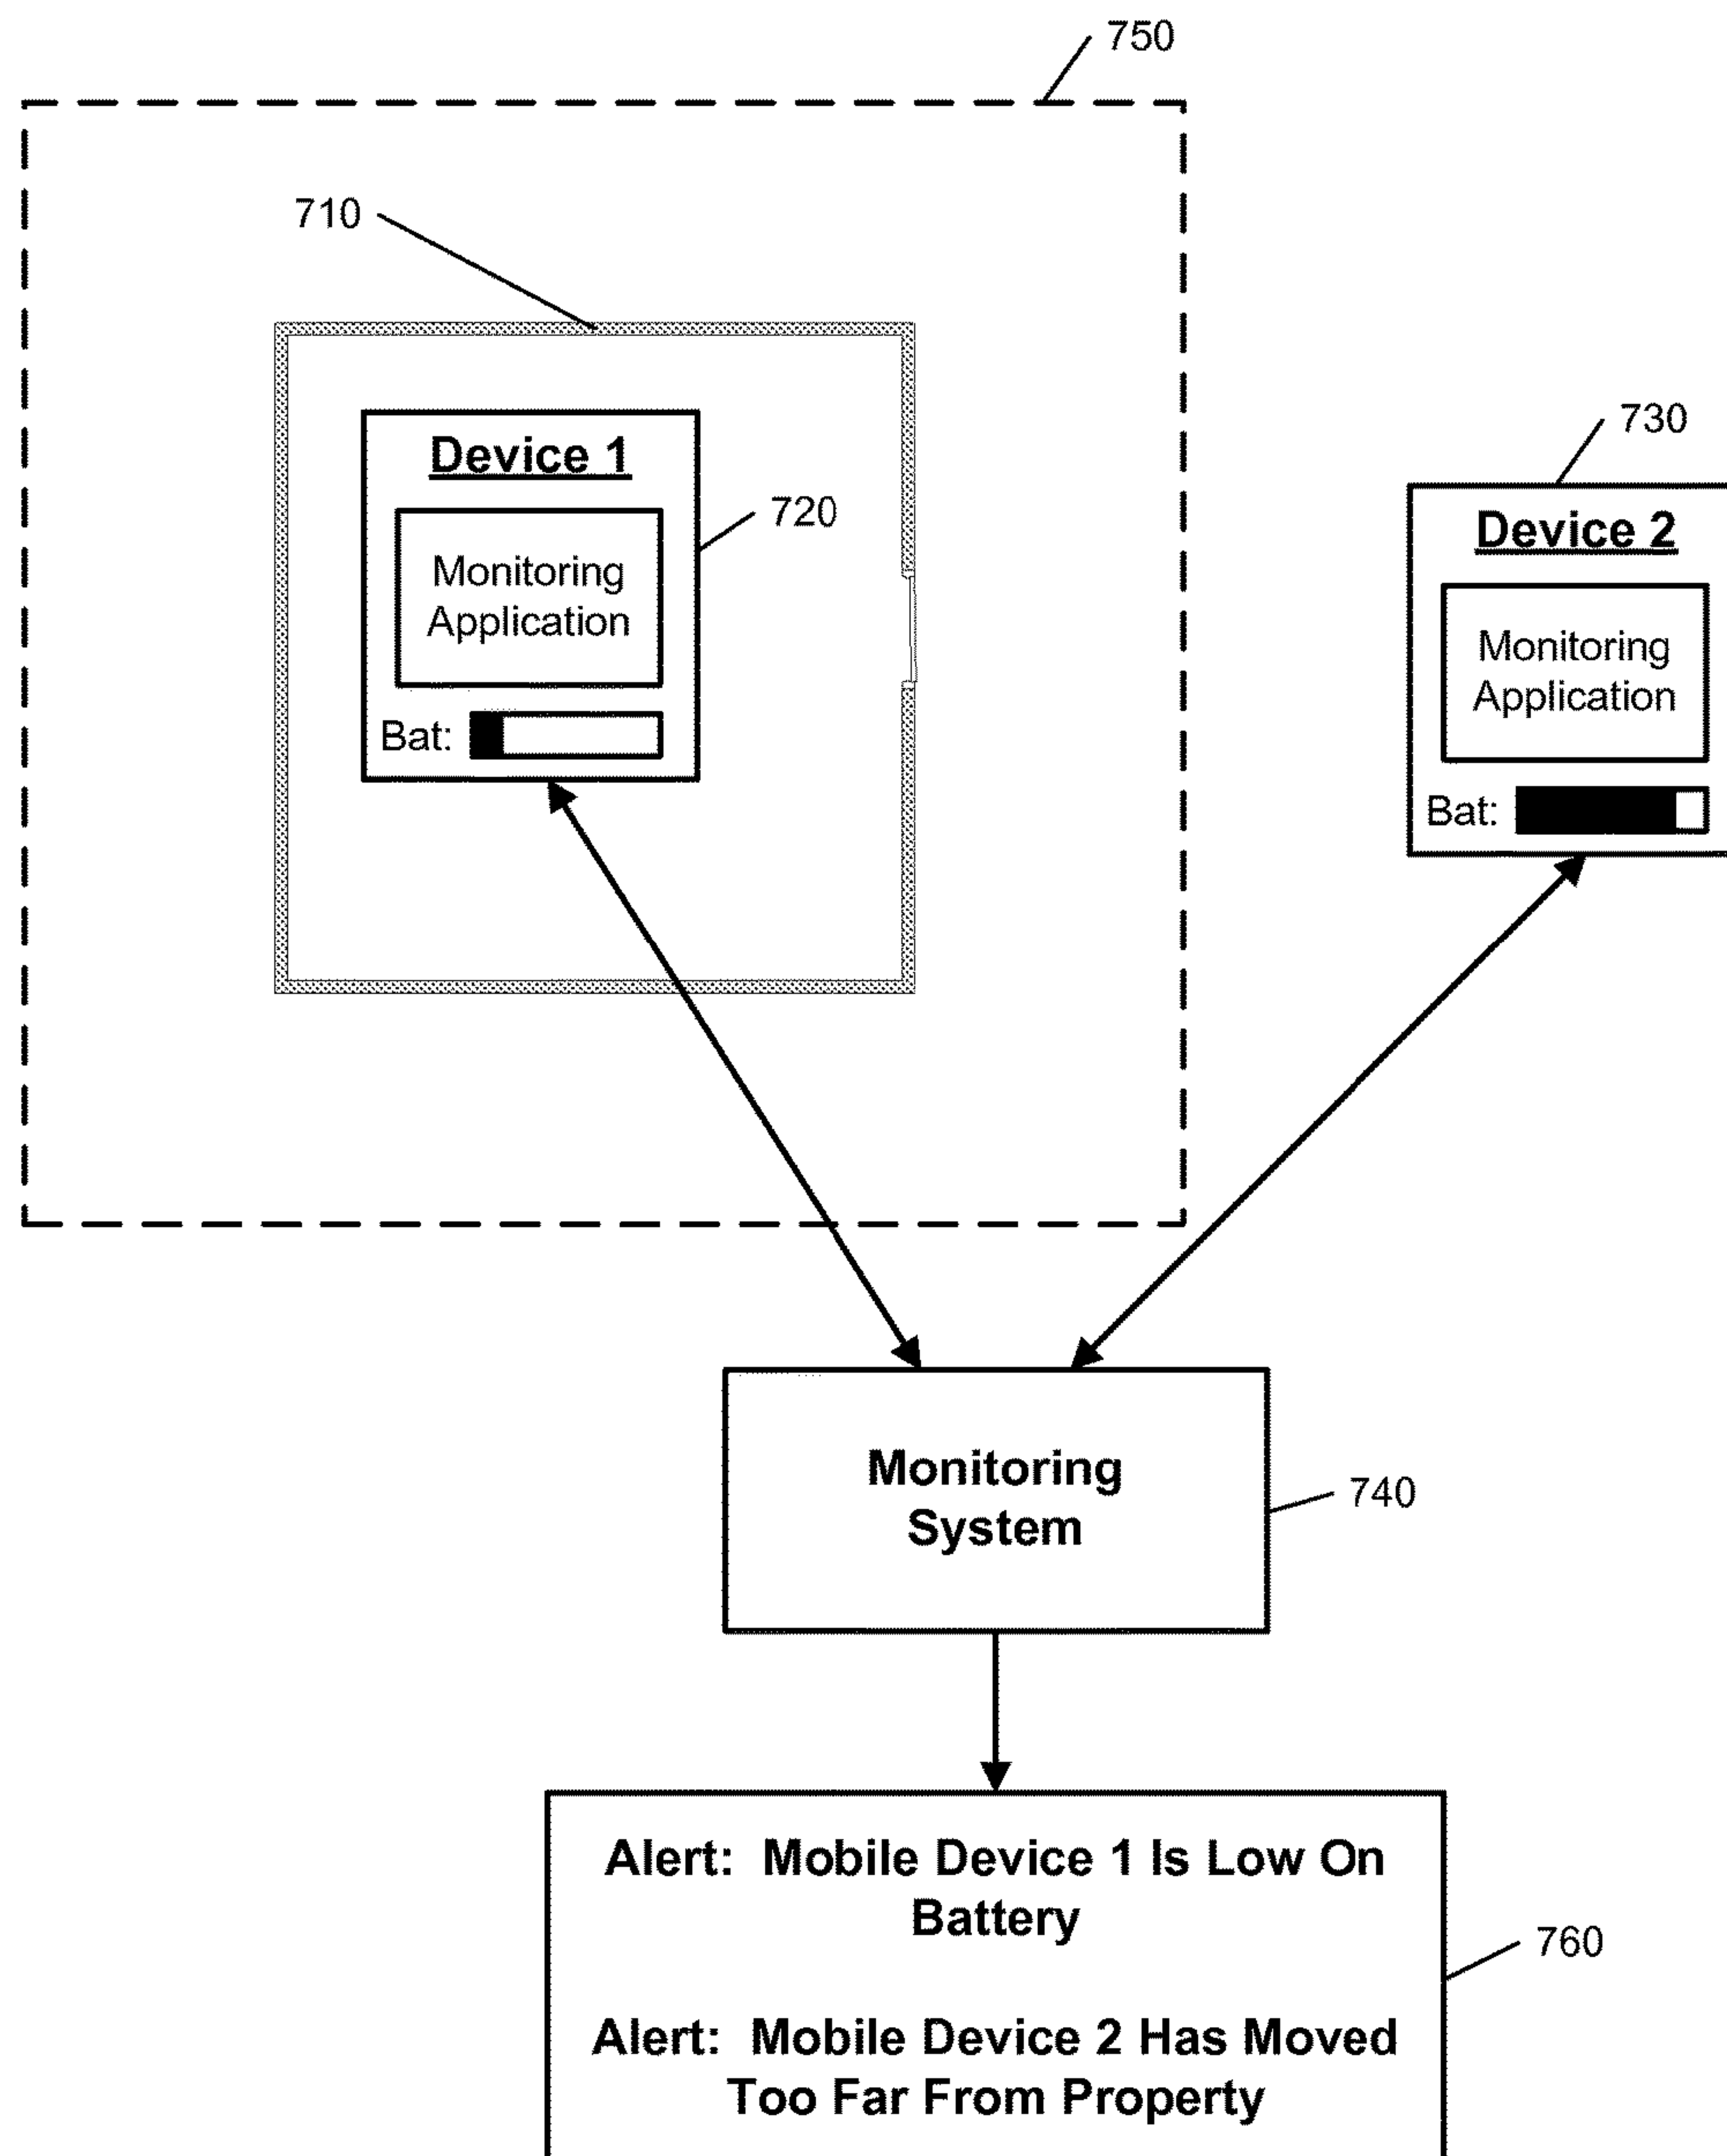 750
710
730
Device 1
720
Monitoring
Application
Bat:
Device 2
Monitoring
Application
Bat:
Monitoring
System
740
Alert: Mobile Device 1 Is Low On
Battery
760
Alert: Mobile Device 2 Has Moved
Too Far From Property